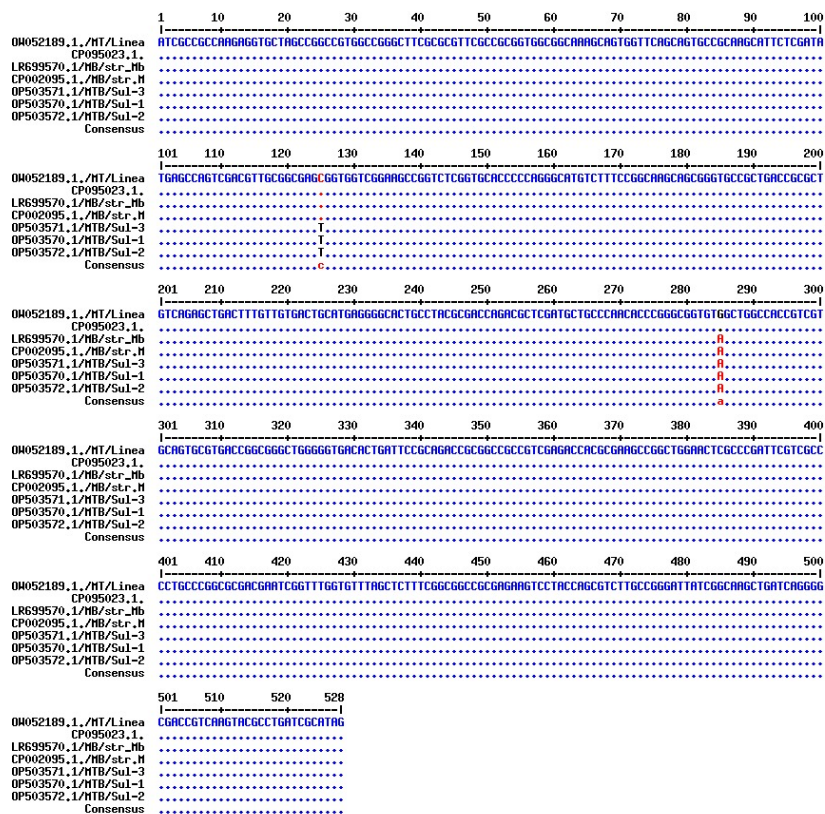 1 10 20 30 40 50 60 70 80 90 100
|--------+---------+---------+---------+---------+---------+---------+---------+---------+---------|
OW052189.1./MT/Linea ATCGCCGCCAAGAGGTGCTAGCCGGCCGTGGCCGGGCTTCGCGCGTTCGCCGCGGTGGCGGCAAAGCAGTGGTTCAGCAGTGCCGCAAGCATTCTCGATA
CP095023.1. ....................................................................................................
LR699570.1/MB/str_Mb ....................................................................................................
CP002095.1./MB/str.M ....................................................................................................
OP503571.1/MTB/Sul-3 ....................................................................................................
OP503570.1/MTB/Sul-1 ....................................................................................................
OP503572.1/MTB/Sul-2 ....................................................................................................
Consensus ....................................................................................................
101 110 120 130 140 150 160 170 180 190 200
|--------+---------+---------+---------+---------+---------+---------+---------+---------+---------|
OW052189.1./MT/Linea TGAGCCAGTCGACGTTGCGGCGAGCGGTGGTCGGAAGCCGGTCTCGGTGCACCCCCAGGGCATGTCTTTCCGGCAAGCAGCGGGTGCCGCTGACCGCGCT
CP095023.1. ....................................................................................................
LR699570.1/MB/str_Mb ....................................................................................................
CP002095.1./MB/str.M ....................................................................................................
OP503571.1/MTB/Sul-3 ........................T...........................................................................
OP503570.1/MTB/Sul-1 ........................T...........................................................................
OP503572.1/MTB/Sul-2 ........................T...........................................................................
Consensus ........................c...........................................................................
201 210 220 230 240 250 260 270 280 290 300
|--------+---------+---------+---------+---------+---------+---------+---------+---------+---------|
OW052189.1./MT/Linea GTCAGAGCTGACTTTGTTGTGACTGCATGAGGGGCACTGCCTACGCGACCAGACGCTCGATGCTGCCCAACACCCGGGCGGTGTGGCTGGCCACCGTCGT
CP095023.1. ....................................................................................................
LR699570.1/MB/str_Mb ....................................................................................A...............
CP002095.1./MB/str.M ....................................................................................A...............
OP503571.1/MTB/Sul-3 ....................................................................................A...............
OP503570.1/MTB/Sul-1 ....................................................................................A...............
OP503572.1/MTB/Sul-2 ....................................................................................A...............
Consensus ....................................................................................a...............
301 310 320 330 340 350 360 370 380 390 400
|--------+---------+---------+---------+---------+---------+---------+---------+---------+---------|
OW052189.1./MT/Linea GCAGTGCGTGACCGGCGGGCTGGGGGTGACACTGATTCCGCAGACCGCGGCCGCCGTCGAGACCACGCGAAGCCGGCTGGAACTCGCCCGATTCGTCGCC
CP095023.1. ....................................................................................................
LR699570.1/MB/str_Mb ....................................................................................................
CP002095.1./MB/str.M ....................................................................................................
OP503571.1/MTB/Sul-3 ....................................................................................................
OP503570.1/MTB/Sul-1 ....................................................................................................
OP503572.1/MTB/Sul-2 ....................................................................................................
Consensus ....................................................................................................
401 410 420 430 440 450 460 470 480 490 500
|--------+---------+---------+---------+---------+---------+---------+---------+---------+---------|
OW052189.1./MT/Linea CCTGCCCGGCGCGACGAATCGGTTTGGTGTTTAGCTCTTTCGGCGGCCGCGAGAAGTCCTACCAGCGTCTTGCCGGGATTATCGGCAAGCTGATCAGGGG
CP095023.1. ....................................................................................................
LR699570.1/MB/str_Mb ....................................................................................................
CP002095.1./MB/str.M ....................................................................................................
OP503571.1/MTB/Sul-3 ....................................................................................................
OP503570.1/MTB/Sul-1 ....................................................................................................
OP503572.1/MTB/Sul-2 ....................................................................................................
Consensus ....................................................................................................
501 510 520 528
|--------+---------+-------|
OW052189.1./MT/Linea CGACCGTCAAGTACGCCTGATCGCATAG
CP095023.1. ............................
LR699570.1/MB/str_Mb ............................
CP002095.1./MB/str.M ............................
OP503571.1/MTB/Sul-3 ............................
OP503570.1/MTB/Sul-1 ............................
OP503572.1/MTB/Sul-2 ............................
Consensus ............................